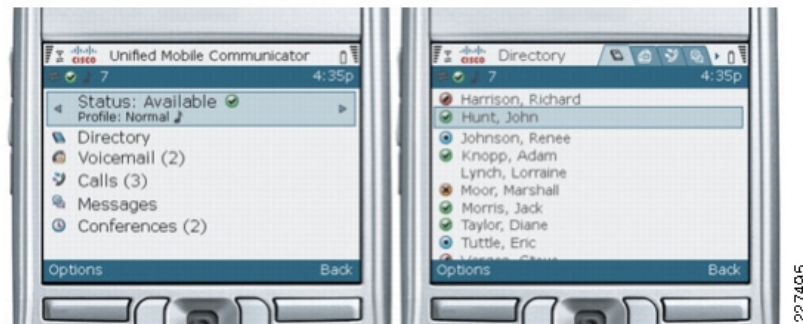 CISCO Unified Mobile Communicator
7 4:35p
Status: Available
Profile: Normal
Directory
Voicemail (2)
Calls (3)
Messages
Conferences (2)
Options Back
CISCO Directory
7 4:35p
Harrison, Richard
Hunt, John
Johnson, Renee
Knopp, Adam
Lynch, Lorraine
Moor, Marshall
Morris, Jack
Taylor, Diane
Tuttle, Eric
Options Back
227495